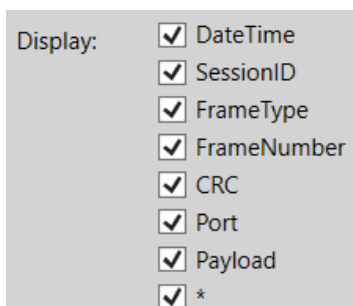 Display:
DateTime
SessionID
FrameType
FrameNumber
CRC
Port
Payload
*